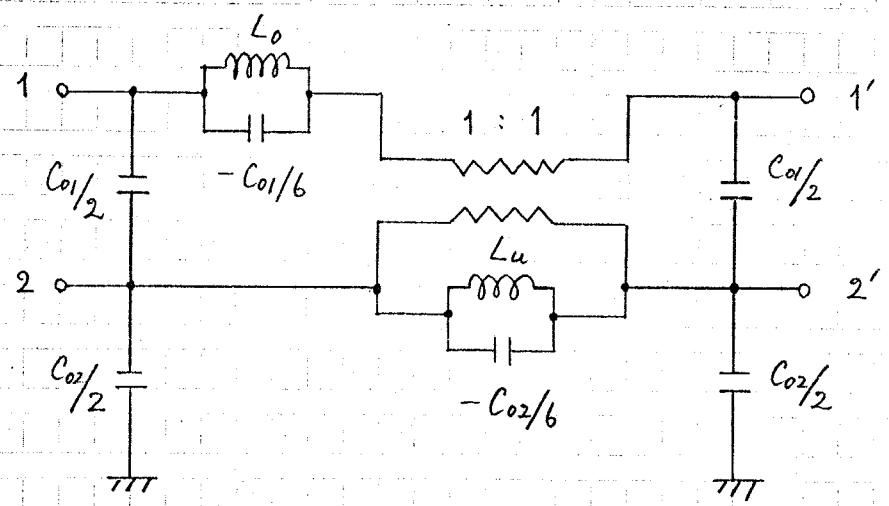 L₀
1
1 : 1
1′
-C₀₁/6
C₀₁/2
C₀₁/2
2
Lu
2′
C₀₂/2
-C₀₂/6
C₀₂/2